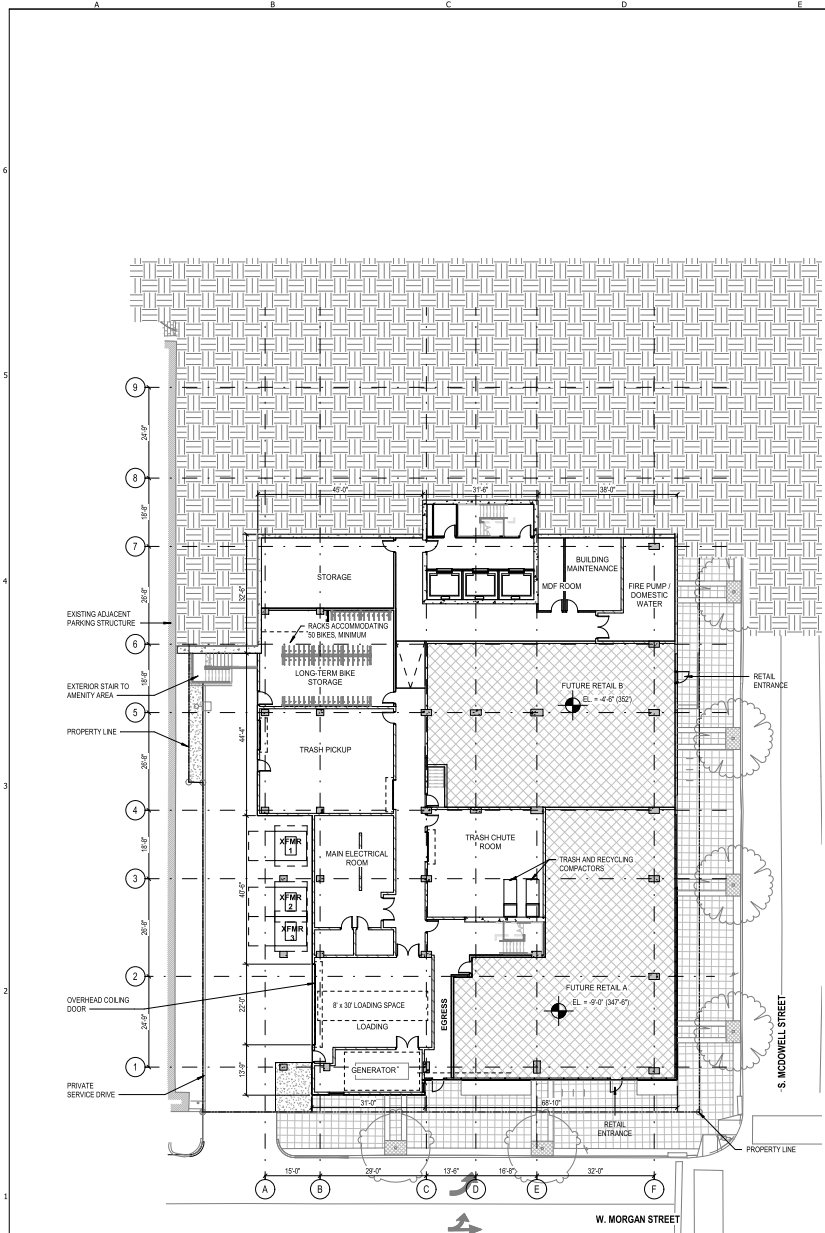 A B C D E
6
5
9
24'-9"
8
45'-0" 31'-6" 38'-0"
18'-8"
7
4
STORAGE
BUILDING
MAINTENANCE
MDF ROOM
FIRE PUMP /
DOMESTIC
WATER
26'-8"
32'-6"
EXISTING ADJACENT
PARKING STRUCTURE
RACKS ACCOMMODATING
50 BIKES, MINIMUM
6
LONG-TERM BIKE
STORAGE
18'-8"
EXTERIOR STAIR TO
AMENITY AREA
FUTURE RETAIL B
EL. = -4'-6" (352')
RETAIL
ENTRANCE
5
PROPERTY LINE
44'-4"
TRASH PICKUP
26'-8"
3
4
XFMR
1
MAIN ELECTRICAL
ROOM
TRASH CHUTE
ROOM
18'-8"
TRASH AND RECYCLING
COMPACTORS
3
40'-6"
XFMR
2
XFMR
3
26'-8"
2
2
OVERHEAD COILING
DOOR
22'-0"
8' x 30' LOADING SPACE
LOADING
EGRESS
FUTURE RETAIL A
EL. = -9'-0" (347'-6")
24'-9"
S. MCDOWELL STREET
1
GENERATOR
13'-9"
PRIVATE
SERVICE DRIVE
31'-0" 68'-10"
RETAIL
ENTRANCE
PROPERTY LINE
15'-0" 29'-0" 13'-6" 16'-8" 32'-0"
A B C D E F
1
W. MORGAN STREET